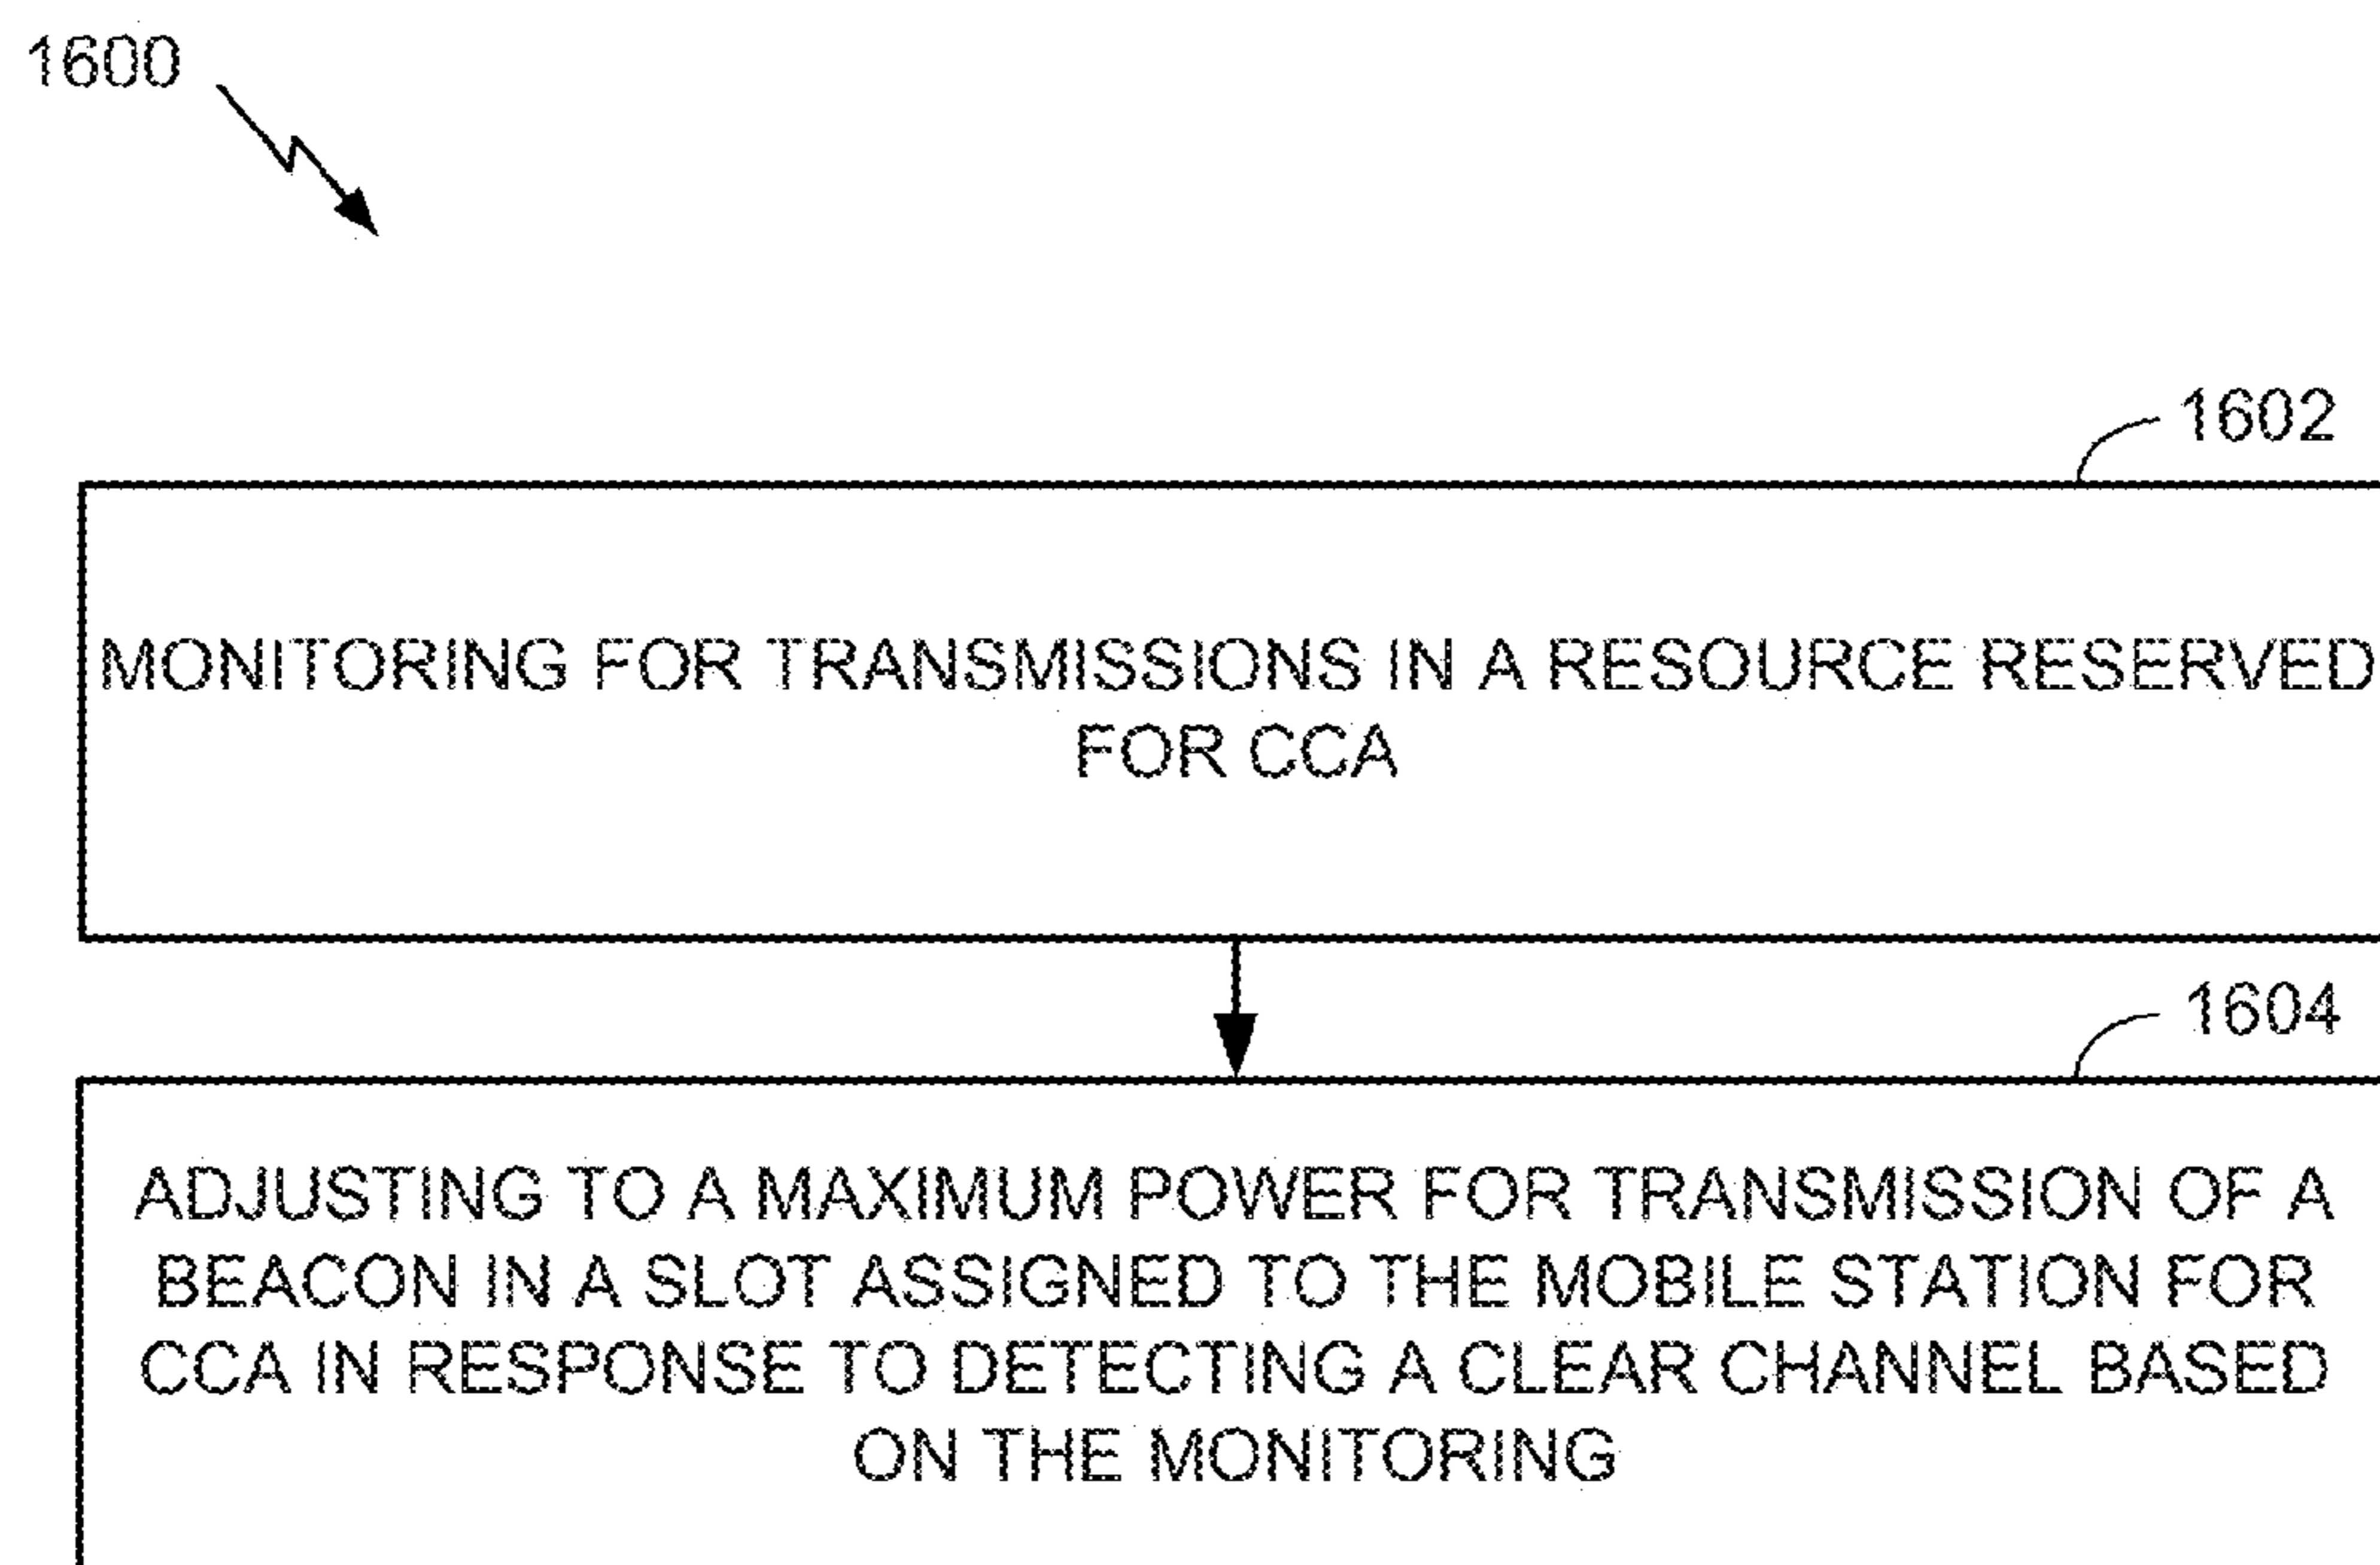 1600
1602
MONITORING FOR TRANSMISSIONS IN A RESOURCE RESERVED
FOR CCA
1604
ADJUSTING TO A MAXIMUM POWER FOR TRANSMISSION OF A
BEACON IN A SLOT ASSIGNED TO THE MOBILE STATION FOR
CCA IN RESPONSE TO DETECTING A CLEAR CHANNEL BASED
ON THE MONITORING